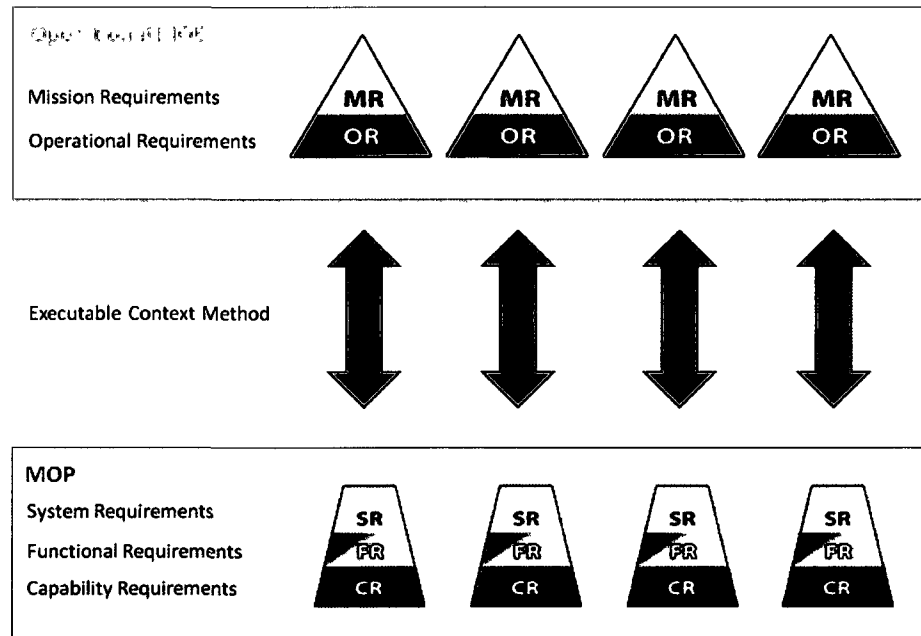 Mission Requirements
MR MR MR MR
Operational Requirements
OR OR OR OR
Executable Context Method
MOP
System Requirements
SR SR SR SR
Functional Requirements
FR FR FR FR
Capability Requirements
CR CR CR CR